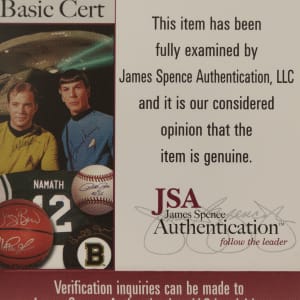 Basic Cert
This item has been
fully examined by
James Spence Authentication, LLC
and it is our considered
opinion that the
item is genuine.
NAMATH
12
B
JSA
James Spence
Authentication™
follow the leader
Verification inquiries can be made to